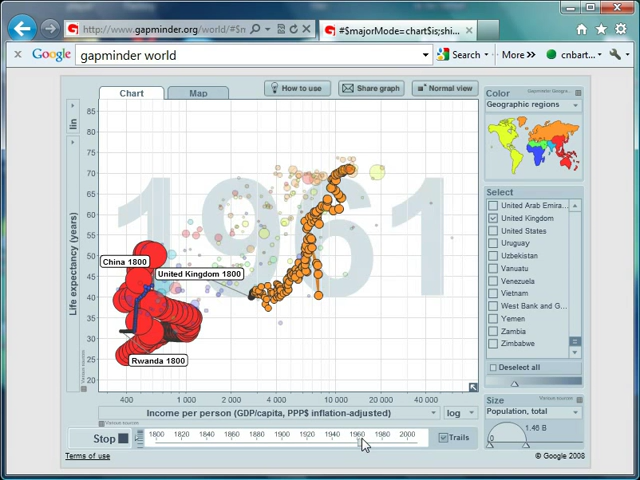 http://www.gapminder.org/world/#$n
#$majorMode=chart$is;shi...
Google
gapminder world
Search
More »
cnbart...
Chart
Map
How to use
Share graph
Normal view
Color
Geographic regions
lin
Life expectancy (years)
85
80
75
70
65
60
55
50
45
40
35
30
25
20
1961
China 1800
United Kingdom 1800
Rwanda 1800
400
1 000
2 000
4 000
10 000
20 000
40 000
Income per person (GDP/capita, PPP$ inflation-adjusted)
log
Select
United Arab Emira...
United Kingdom
United States
Uruguay
Uzbekistan
Vanuatu
Venezuela
Vietnam
West Bank and G...
Yemen
Zambia
Zimbabwe
Deselect all
Size
Various sources
Population, total
1.46 B
0
Stop
1800
1820
1840
1860
1880
1900
1920
1940
1960
1980
2000
Trails
Terms of use
© Google 2008